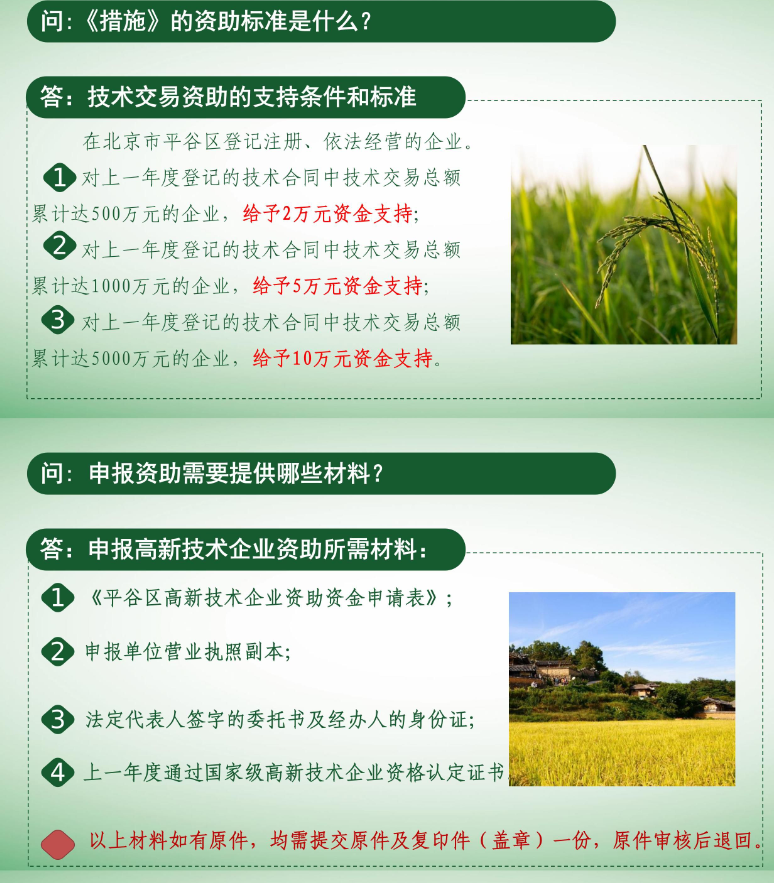 问:《措施》的资助标准是什么?
答: 技术交易资助的支持条件和标准
在北京市平谷区登记注册、依法经营的企业。
1 对上一年度登记的技术合同中技术交易总额
累计达500万元的企业，给予2万元资金支持;
2 对上一年度登记的技术合同中技术交易总额
累计达1000万元的企业，给予5万元资金支持;
3 对上一年度登记的技术合同中技术交易总额
累计达5000万元的企业，给予10万元资金支持。
问: 申报资助需要提供哪些材料?
答: 申报高新技术企业资助所需材料:
1 《平谷区高新技术企业资助资金申请表》;
2 申报单位营业执照副本;
3 法定代表人签字的委托书及经办人的身份证;
4 上一年度通过国家级高新技术企业资格认定证书
以上材料如有原件，均需提交原件及复印件（盖章）一份，原件审核后退回。